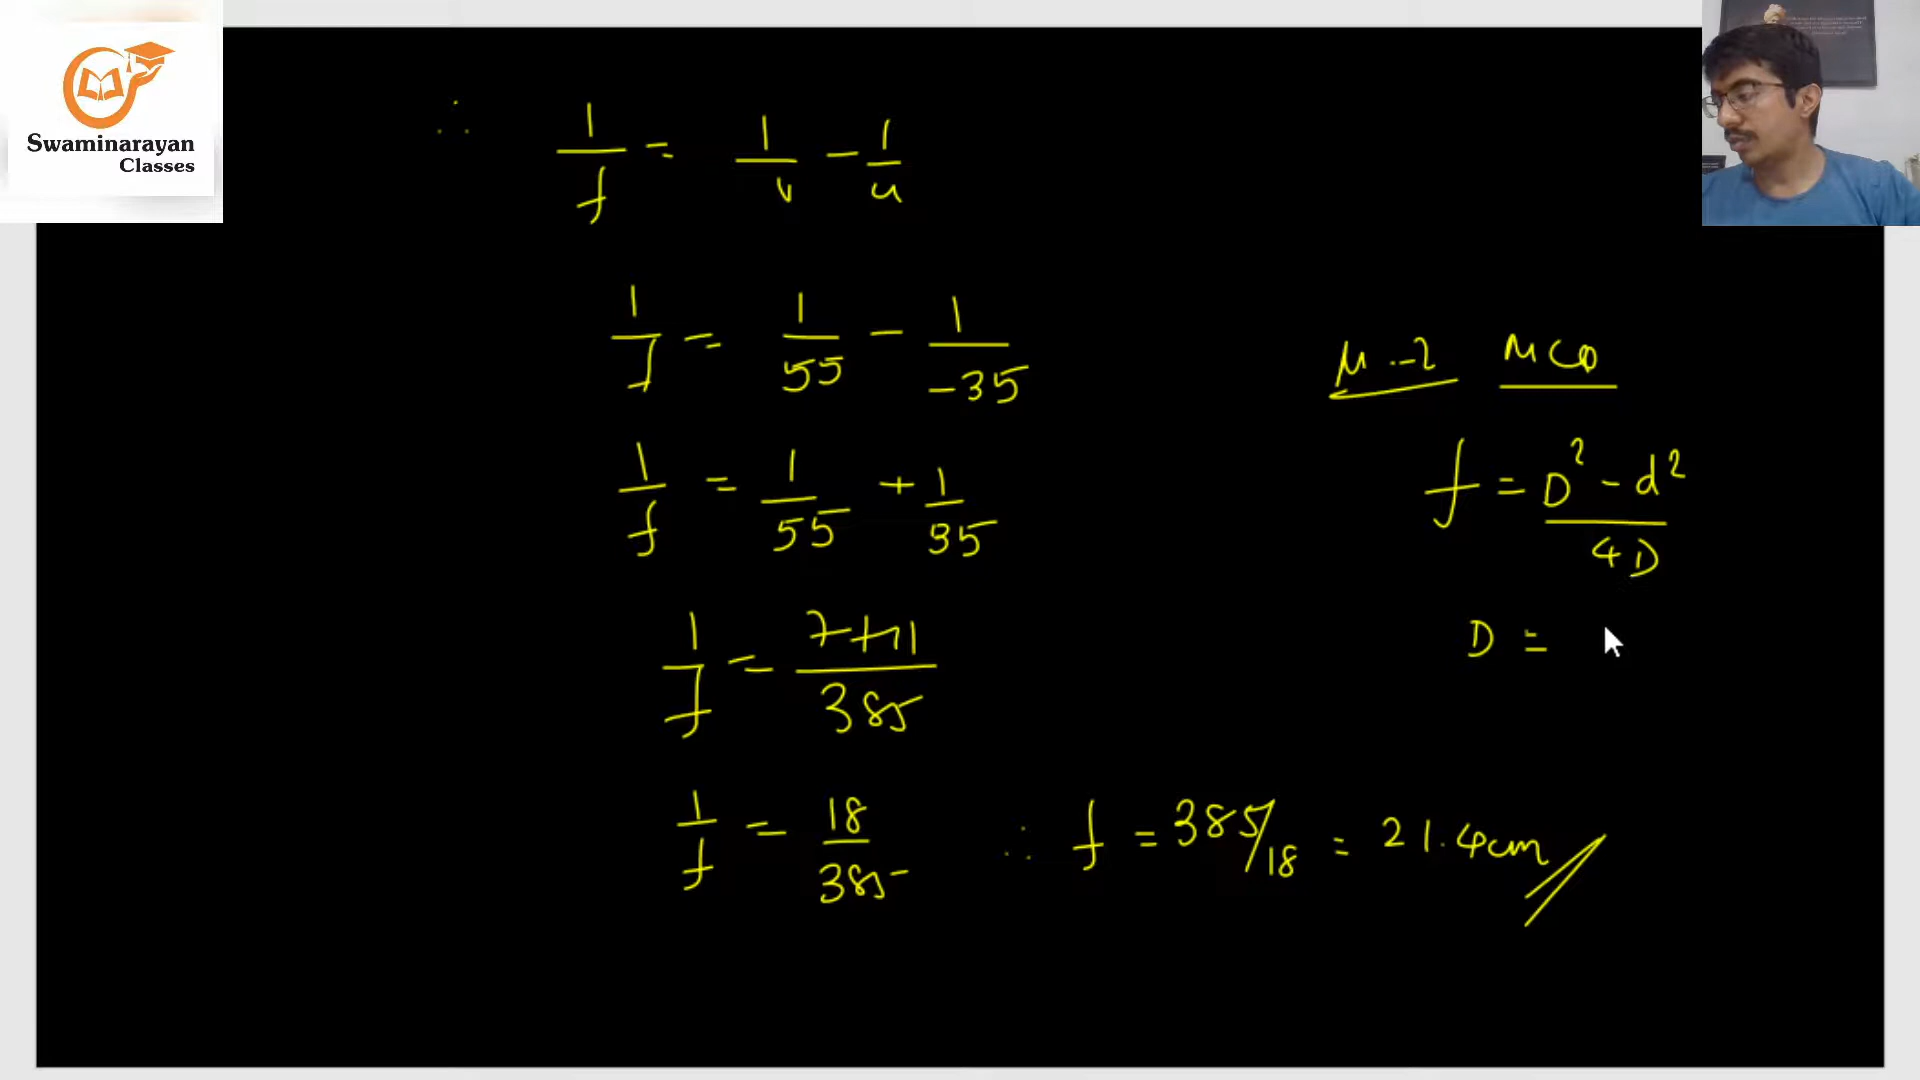 Swaminarayan
Classes
∴ 1/f = 1/v - 1/u
1/f = 1/55 - 1/-35
1/f = 1/55 + 1/35
1/f = 7+11/385
1/f = 18/385 ∴ f = 385/18 = 21.4cm
M-2 MCQ
f = D² - d²/4D
D =